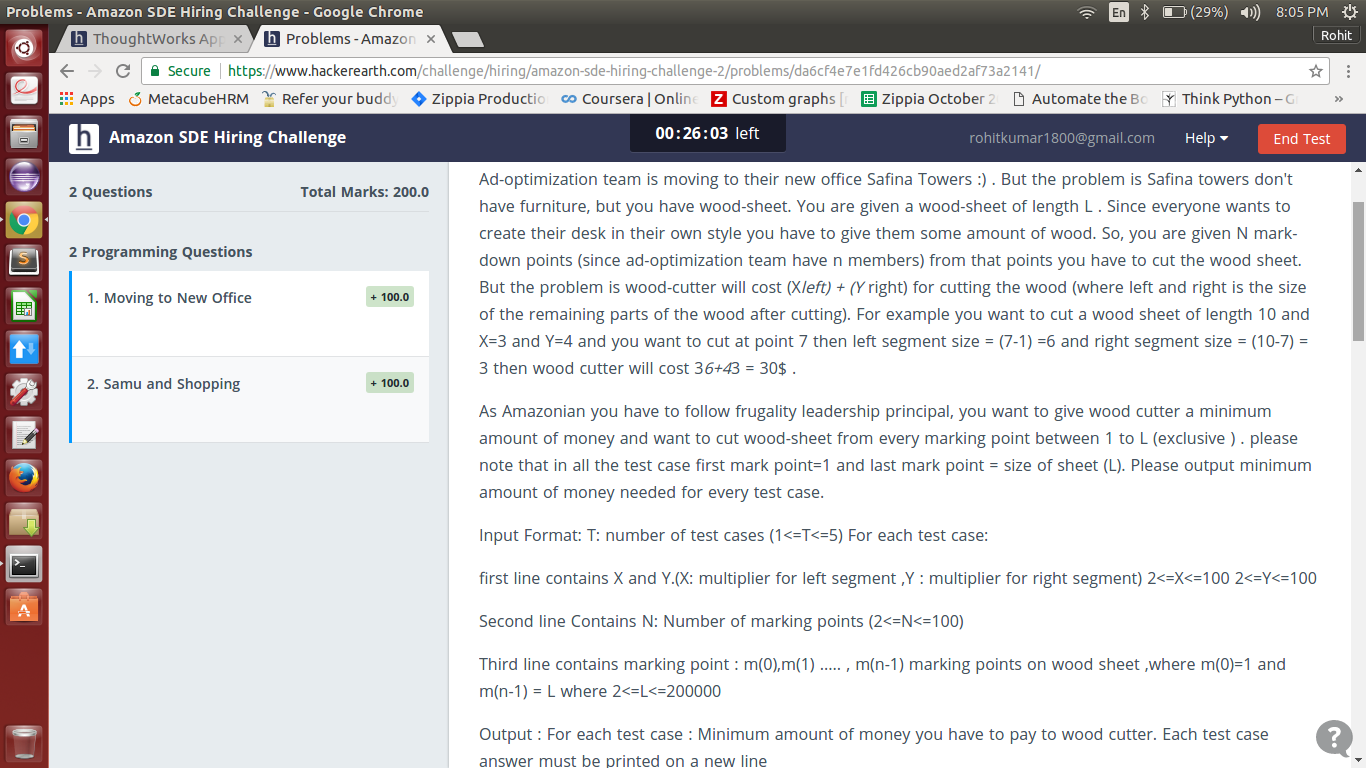 Problems - Amazon SDE Hiring Challenge - Google Chrome
En
(29%)
8:05 PM
ThoughtWorks App
Problems - Amazon
Rohit
Secure
https://www.hackerearth.com/challenge/hiring/amazon-sde-hiring-challenge-2/problems/da6cf4e7e1fd426cb90aed2af73a2141/
Apps MetacubeHRM Refer your buddy Zippia Productio Coursera | Online Custom graphs [ Zippia October 2 Automate the Bo Think Python – G »
h Amazon SDE Hiring Challenge
00:26:03 left
rohitkumar1800@gmail.com
Help
End Test
2 Questions
Total Marks: 200.0
2 Programming Questions
1. Moving to New Office
+ 100.0
2. Samu and Shopping
+ 100.0
Ad-optimization team is moving to their new office Safina Towers :) . But the problem is Safina towers don't
have furniture, but you have wood-sheet. You are given a wood-sheet of length L . Since everyone wants to
create their desk in their own style you have to give them some amount of wood. So, you are given N mark-
down points (since ad-optimization team have n members) from that points you have to cut the wood sheet.
But the problem is wood-cutter will cost (Xleft) + (Y right) for cutting the wood (where left and right is the size
of the remaining parts of the wood after cutting). For example you want to cut a wood sheet of length 10 and
X=3 and Y=4 and you want to cut at point 7 then left segment size = (7-1) =6 and right segment size = (10-7) =
3 then wood cutter will cost 36+43 = 30$ .
As Amazonian you have to follow frugality leadership principal, you want to give wood cutter a minimum
amount of money and want to cut wood-sheet from every marking point between 1 to L (exclusive ) . please
note that in all the test case first mark point=1 and last mark point = size of sheet (L). Please output minimum
amount of money needed for every test case.
Input Format: T: number of test cases (1<=T<=5) For each test case:
first line contains X and Y.(X: multiplier for left segment ,Y : multiplier for right segment) 2<=X<=100 2<=Y<=100
Second line Contains N: Number of marking points (2<=N<=100)
Third line contains marking point : m(0),m(1) ..... , m(n-1) marking points on wood sheet ,where m(0)=1 and
m(n-1) = L where 2<=L<=200000
Output : For each test case : Minimum amount of money you have to pay to wood cutter. Each test case
answer must be printed on a new line
?